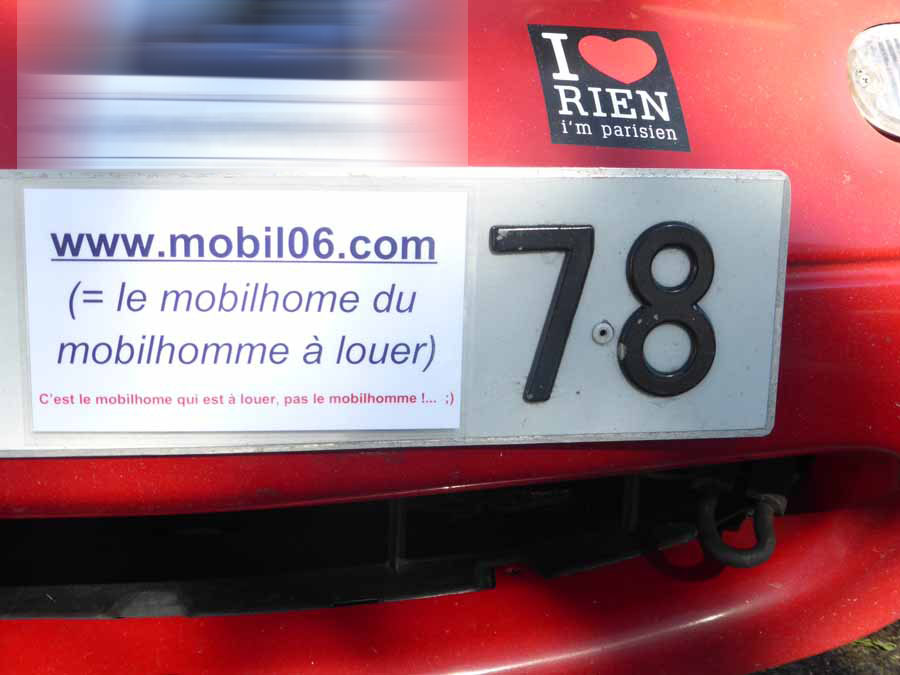 I ❤ RIEN
i'm parisien
www.mobil06.com
(= le mobilhome du
mobilhomme à louer)
C'est le mobilhome qui est à louer, pas le mobilhomme !... ;)
78